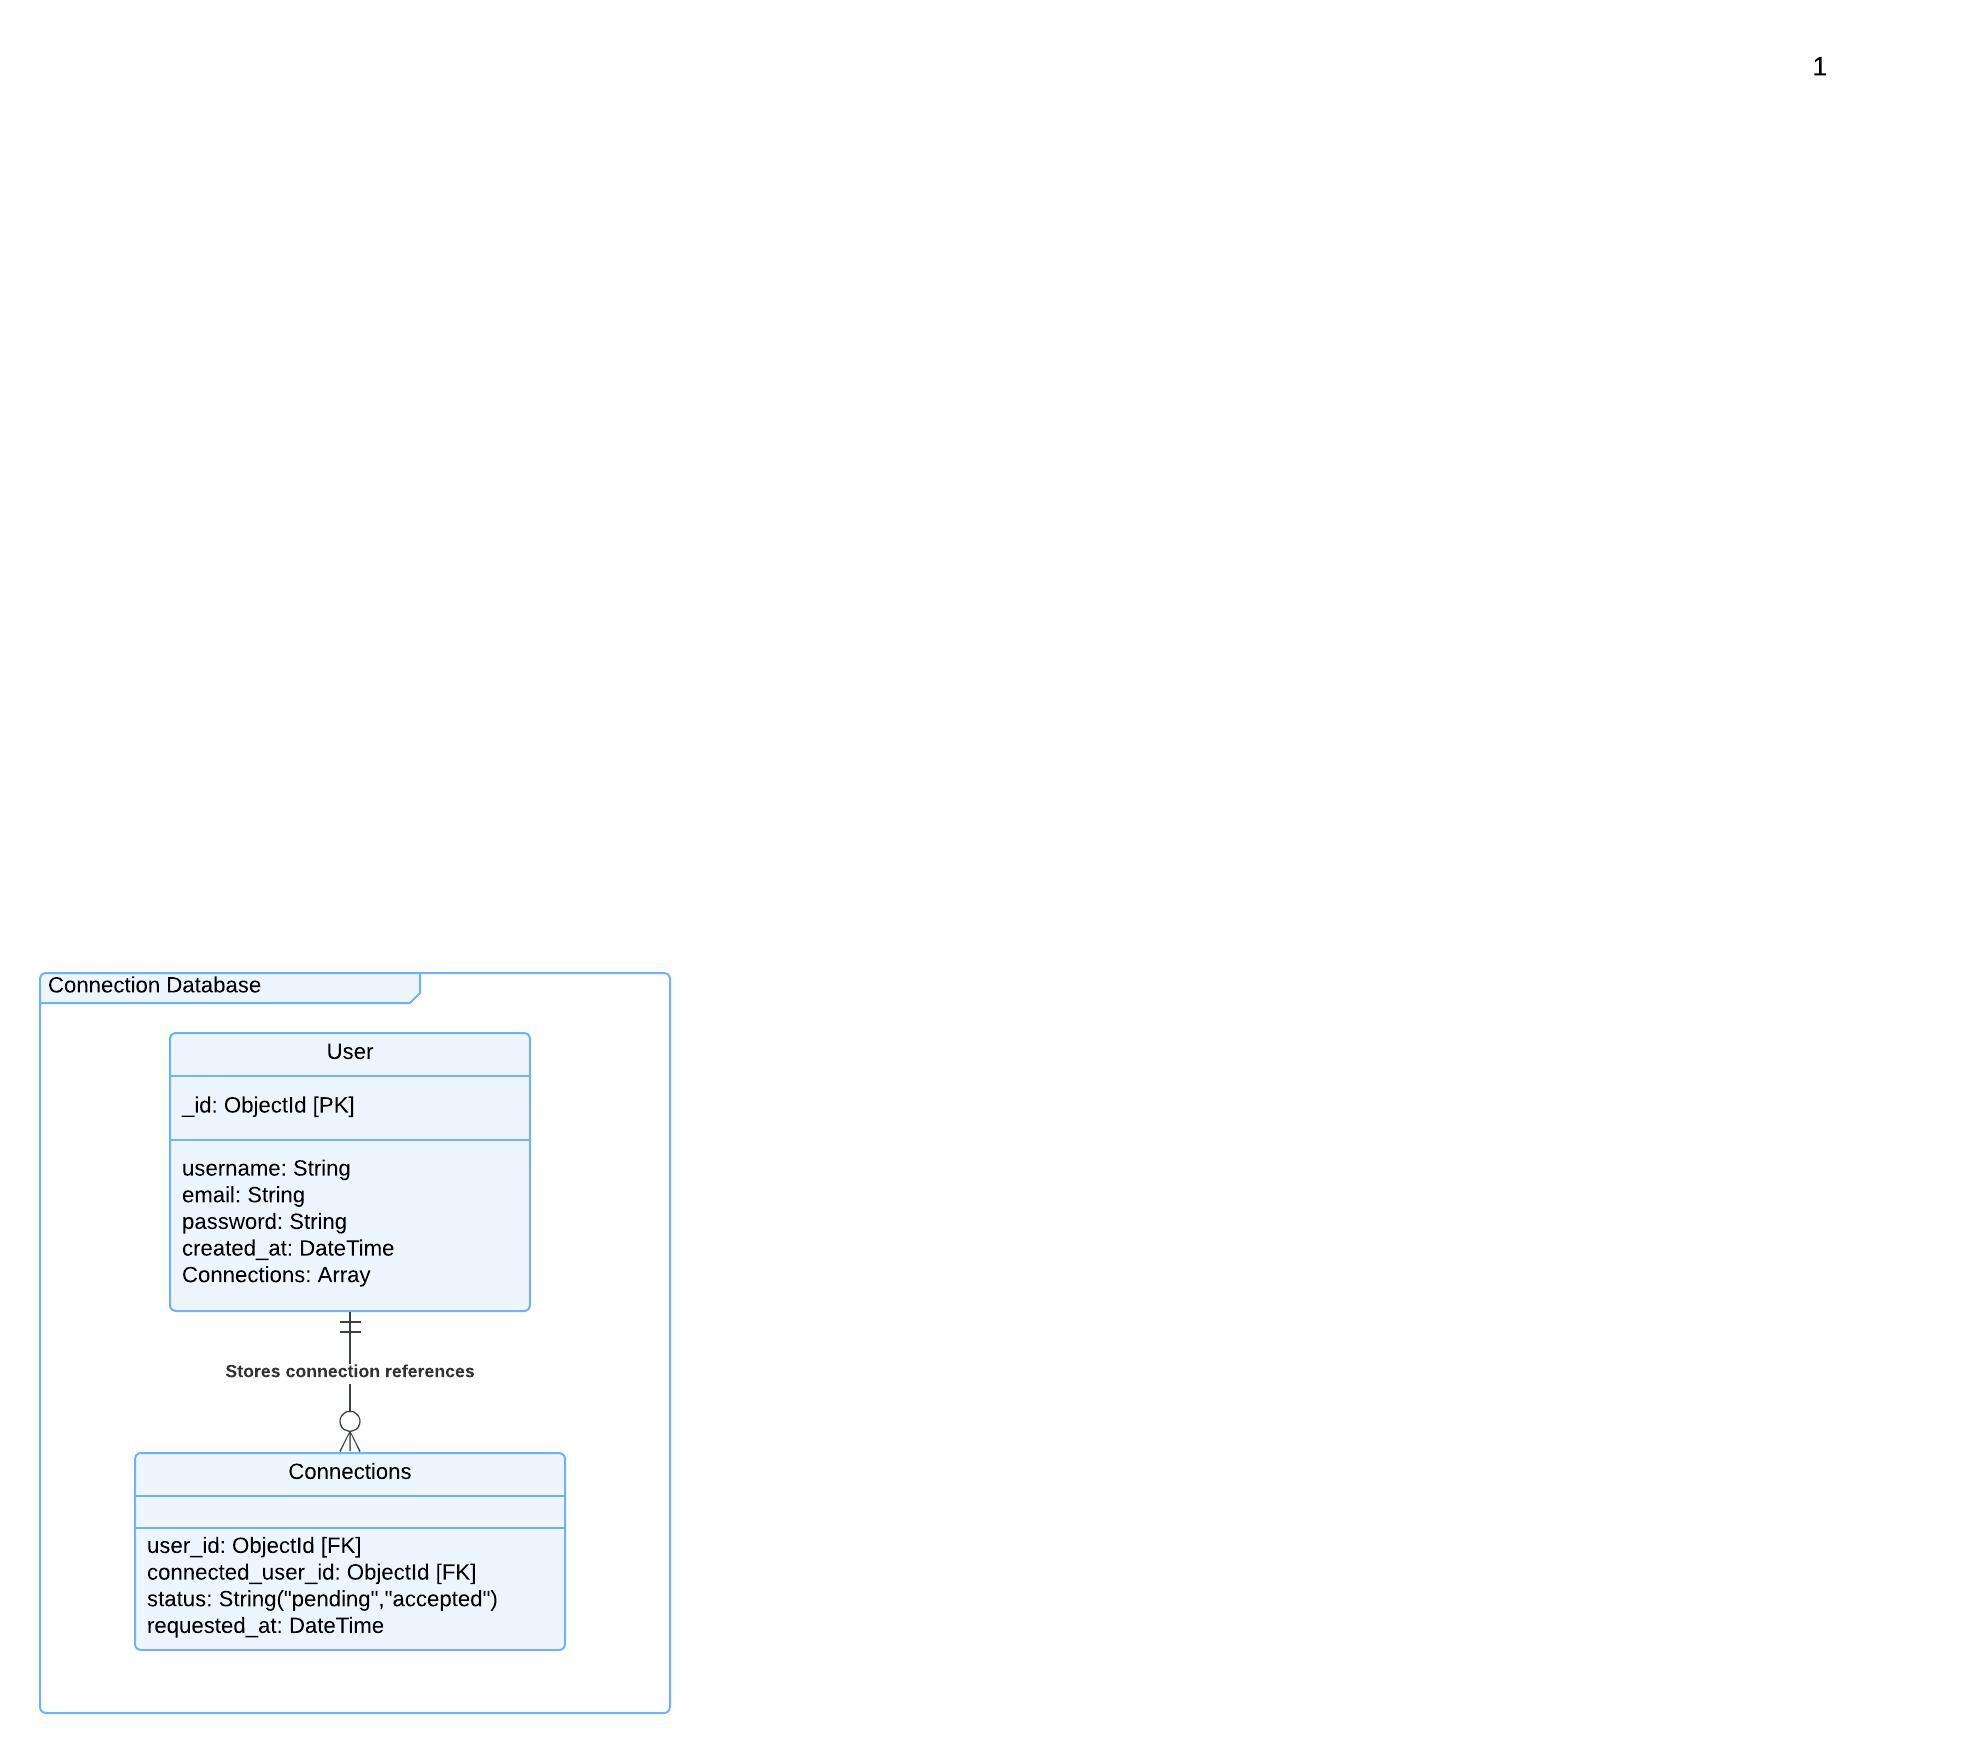 1
Connection Database
User
_id: ObjectId [PK]
username: String
email: String
password: String
created_at: DateTime
Connections: Array
Stores connection references
Connections
user_id: ObjectId [FK]
connected_user_id: ObjectId [FK]
status: String("pending","accepted")
requested_at: DateTime